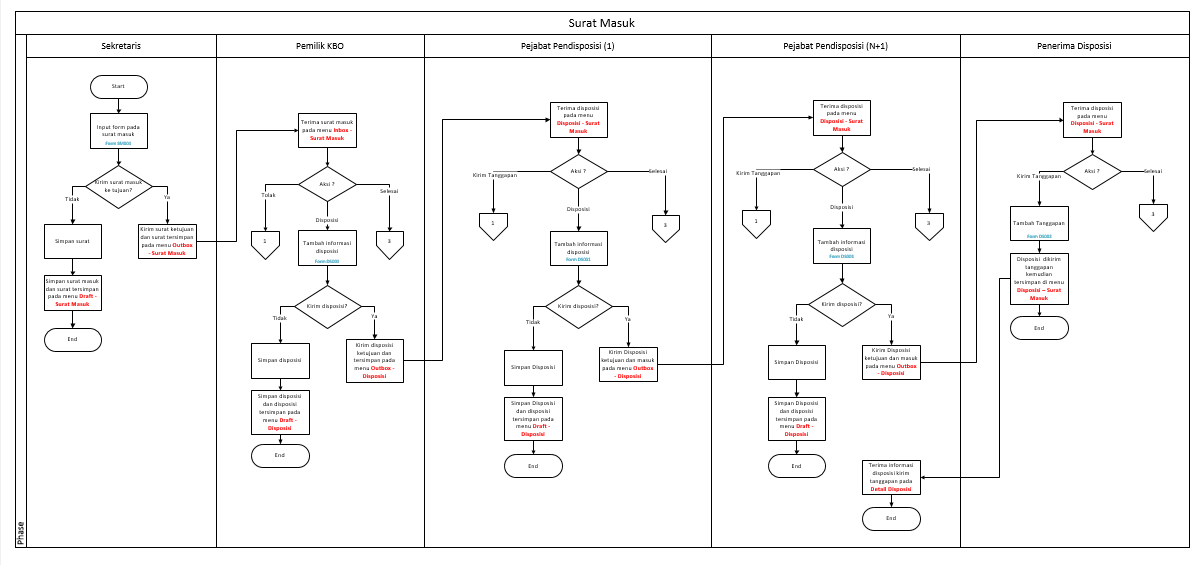 Surat Masuk
Phase
Sekretaris
Start
Input form pada
surat masuk
Kirim surat masuk
ke tujuan?
Tidak
Ya
Simpan surat
Kirim surat ketujuan
dan surat tersimpan
pada menu Outbox
- Surat Masuk
Simpan surat masuk
dan surat tersimpan
pada menu Draft -
Surat Masuk
End
Pemilik KBO
Terima surat masuk
pada menu Inbox -
Surat Masuk
Aksi ?
Tolak
Selesai
Disposisi
1
3
Tambah informasi
disposisi
Kirim disposisi?
Tidak
Ya
Simpan disposisi
Kirim disposisi
ketujuan dan
tersimpan pada
menu Outbox -
Disposisi
Simpan disposisi
dan disposisi
tersimpan pada
menu Draft -
Disposisi
End
Pejabat Pendisposisi (1)
Terima disposisi
pada menu
Disposisi - Surat
Masuk
Aksi ?
Kirim Tanggapan
Selesai
Disposisi
1
3
Tambah informasi
disposisi
Kirim disposisi?
Tidak
Ya
Simpan Disposisi
Kirim Disposisi
ketujuan dan masuk
pada menu Outbox
- Disposisi
Simpan Disposisi
dan disposisi
tersimpan pada
menu Draft -
Disposisi
End
Pejabat Pendisposisi (N+1)
Terima disposisi
pada menu
Disposisi - Surat
Masuk
Aksi ?
Kirim Tanggapan
Selesai
Disposisi
1
3
Tambah informasi
disposisi
Kirim disposisi?
Tidak
Ya
Simpan Disposisi
Kirim Disposisi
ketujuan dan masuk
pada menu Outbox
- Disposisi
Simpan Disposisi
dan disposisi
tersimpan pada
menu Draft -
Disposisi
End
Terima informasi
disposisi kirim
tanggapan pada
Detail Disposisi
End
Penerima Disposisi
Terima disposisi
pada menu
Disposisi - Surat
Masuk
Aksi ?
Kirim Tanggapan
Selesai
3
Tambah Tanggapan
Disposisi dikirim
tanggapan
kemudian
tersimpan di menu
Disposisi – Surat
Masuk
End